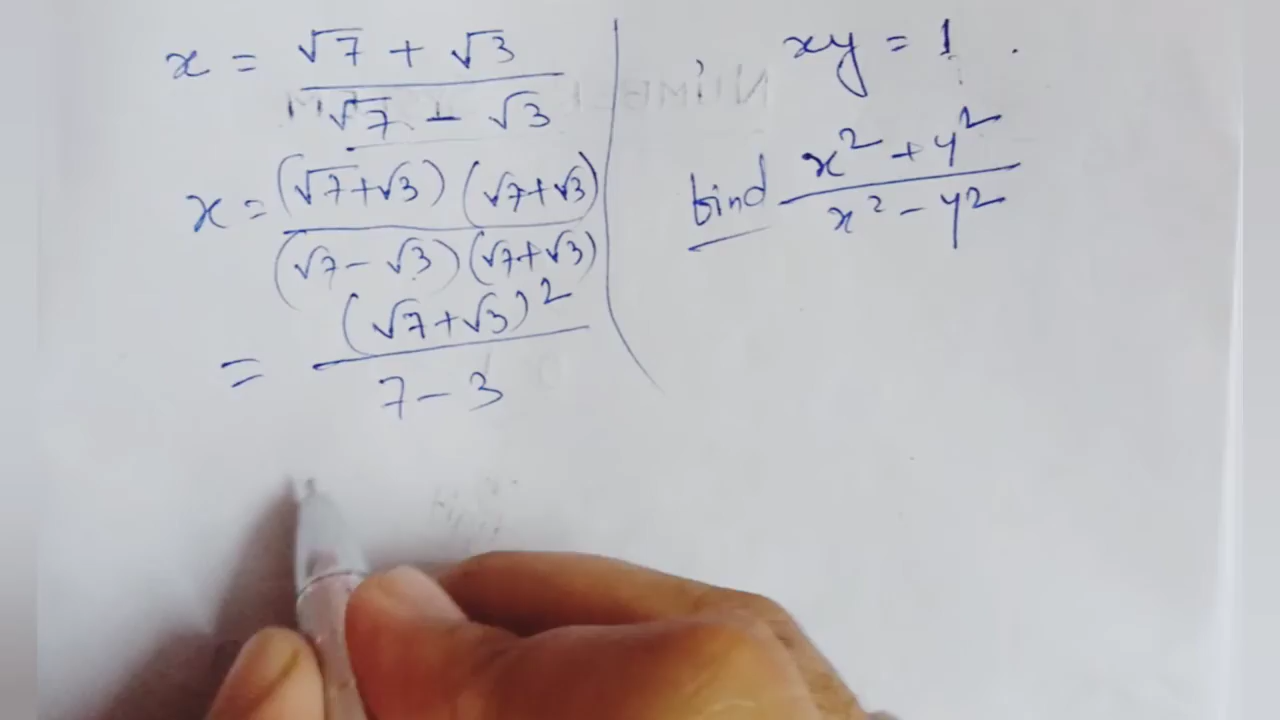 x = (√7 + √3) / (√7 - √3)
x = (√7+√3) (√7+√3) / (√7 - √3) (√7+√3)
= (√7+√3)² / 7 - 3
xy = 1 .
find (x² + y²) / (x² - y²)